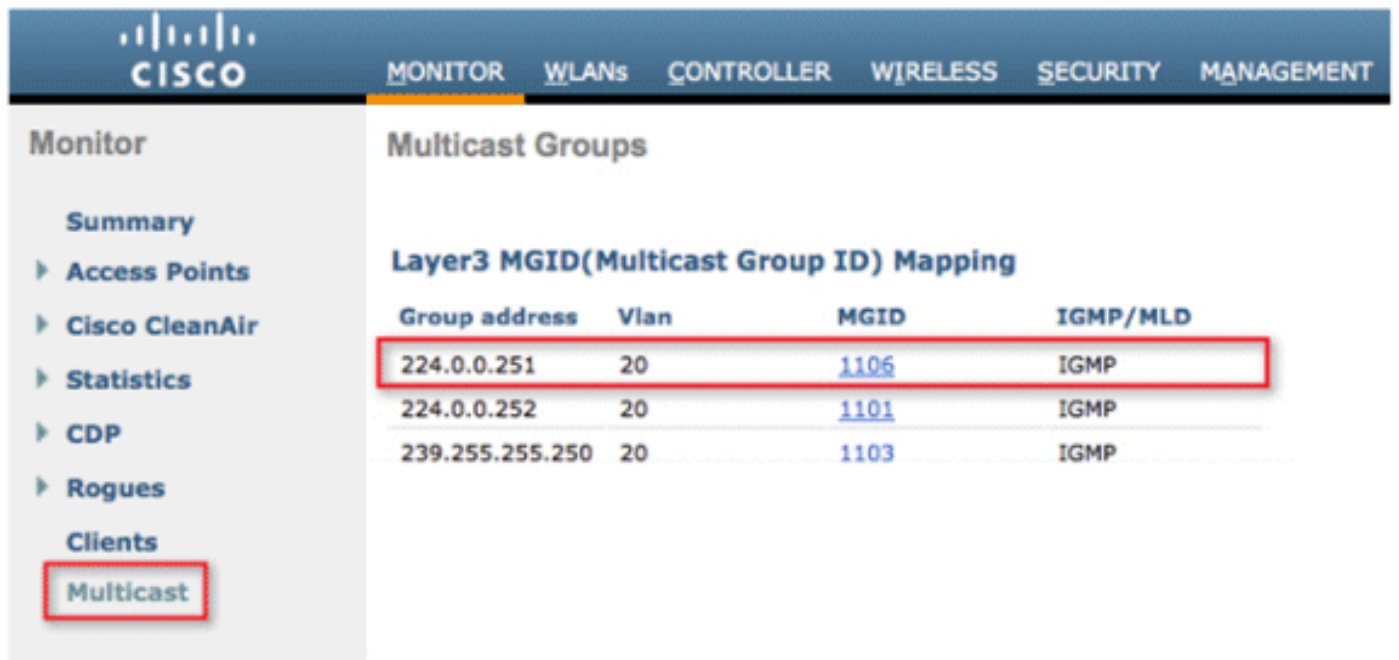 CISCO
MONITOR WLANs CONTROLLER WIRELESS SECURITY MANAGEMENT
Monitor
Summary
Access Points
Cisco CleanAir
Statistics
CDP
Rogues
Clients
Multicast
Multicast Groups
Layer3 MGID(Multicast Group ID) Mapping
Group address Vlan MGID IGMP/MLD
224.0.0.251 20 1106 IGMP
224.0.0.252 20 1101 IGMP
239.255.255.250 20 1103 IGMP